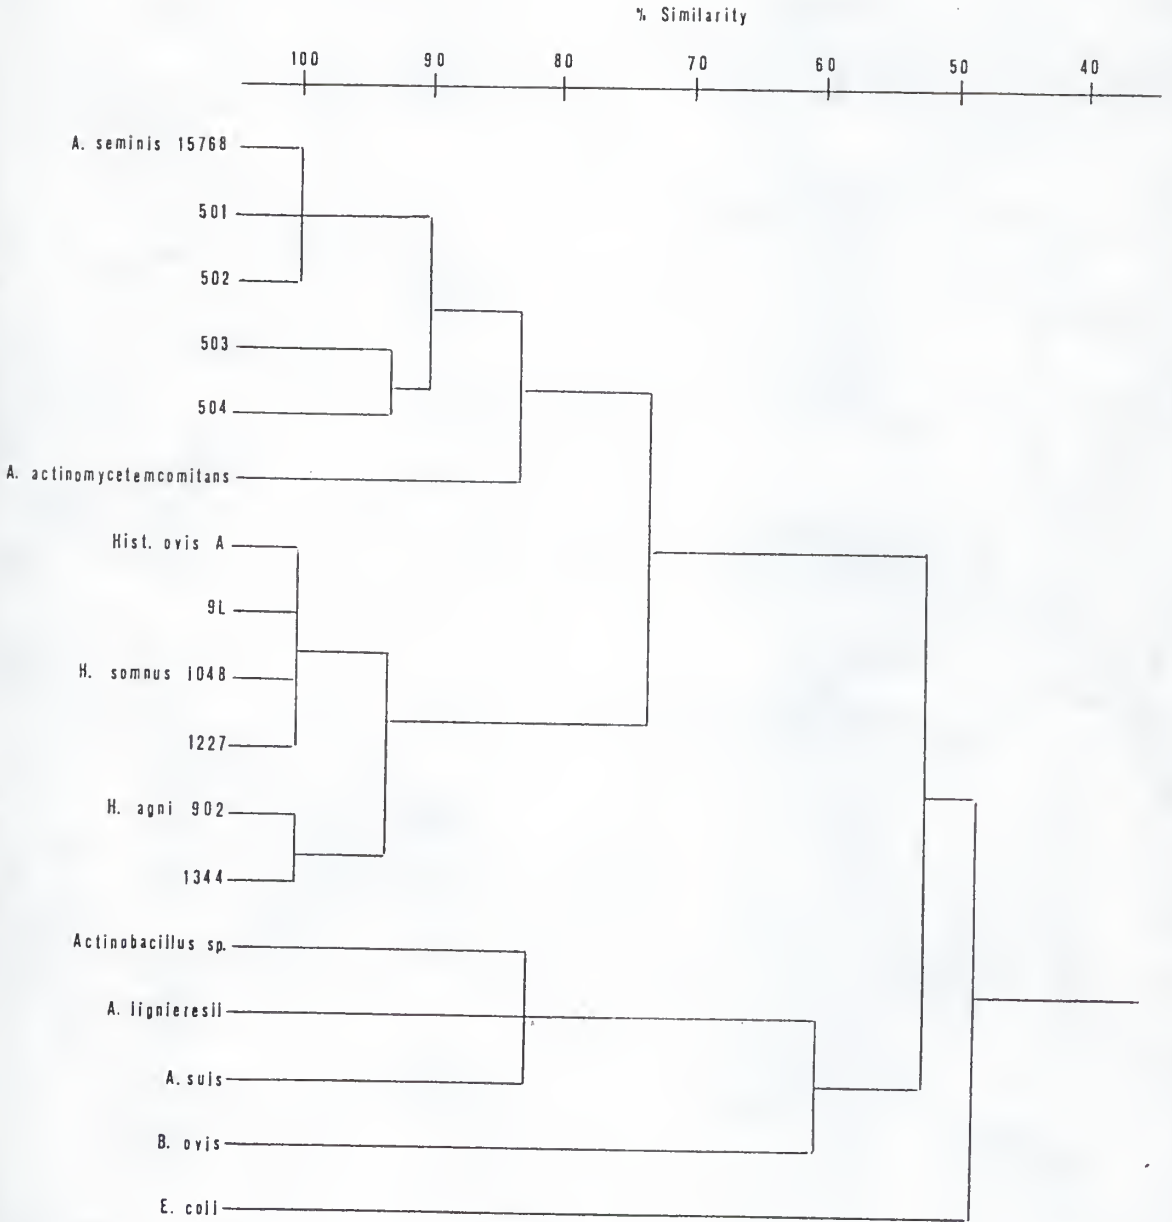 % Similarity
100 90 80 70 60 50 40
A. seminis 15768
501
502
503
504
A. actinomycetemcomitans
Hist. ovis A
9L
H. somnus 1048
1227
H. agni 902
1344
Actinobacillus sp.
A. lignieresii
A. suis
B. ovis
E. coli